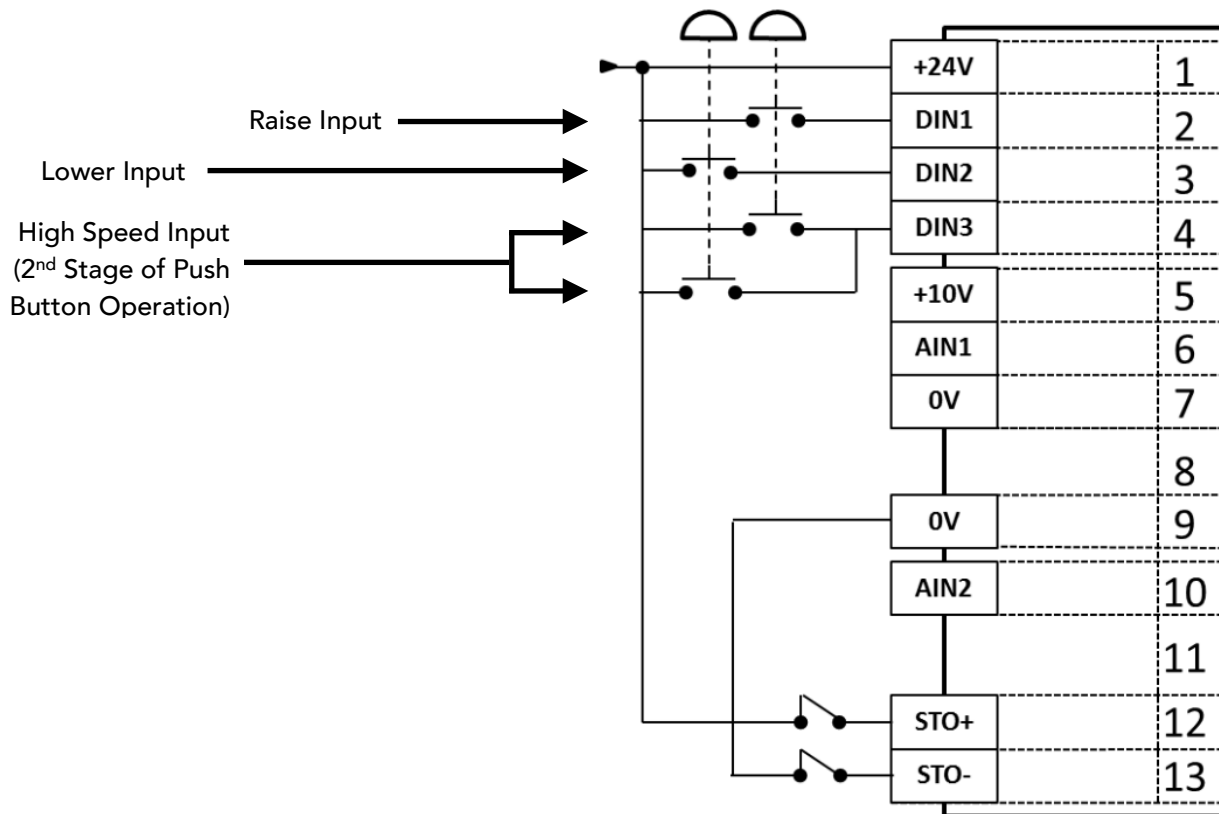 +24V 1
Raise Input DIN1 2
Lower Input DIN2 3
High Speed Input
(2nd Stage of Push
Button Operation)
DIN3 4
+10V 5
AIN1 6
0V 7
8
0V 9
AIN2 10
11
STO+ 12
STO- 13